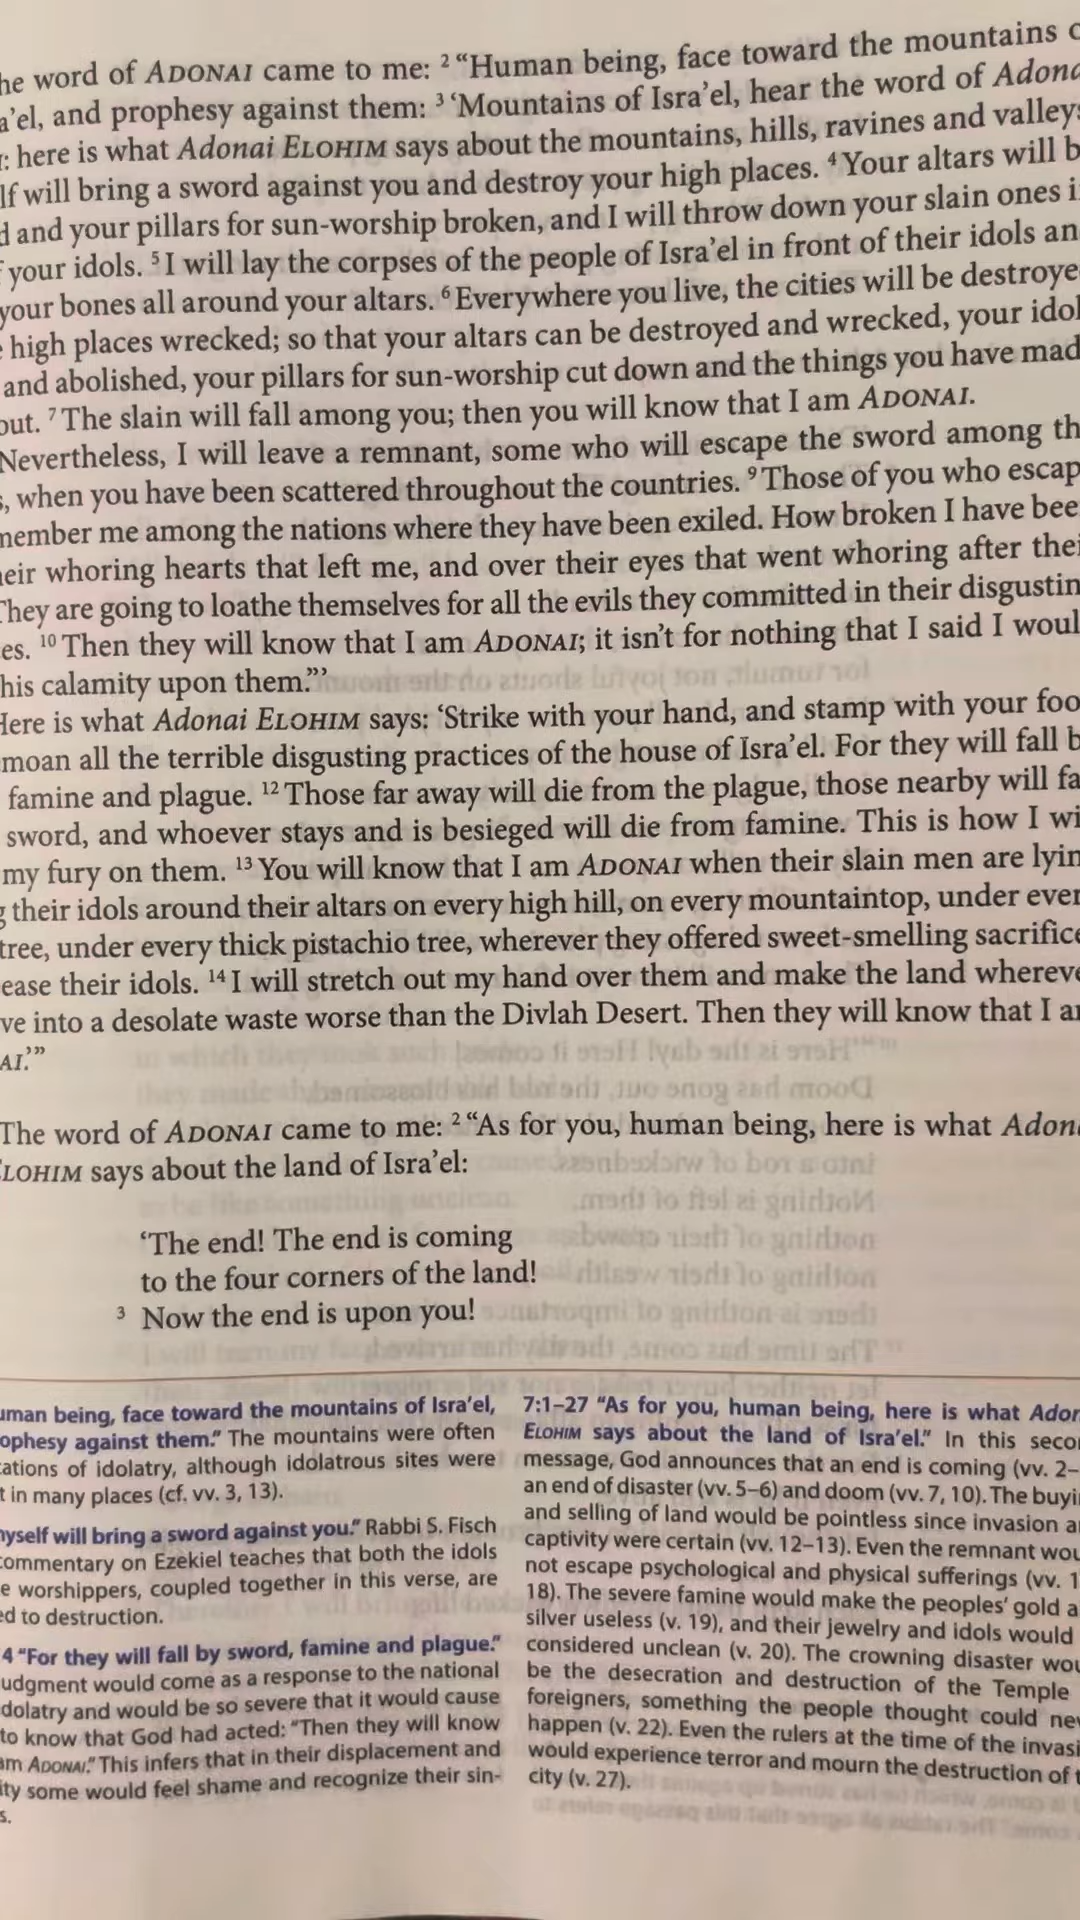 he word of ADONAI came to me: 2 “Human being, face toward the mountains
a’el, and prophesy against them: 3 ‘Mountains of Isra’el, hear the word of Adona
: here is what Adonai ELOHIM says about the mountains, hills, ravines and valleys
lf will bring a sword against you and destroy your high places. 4 Your altars will b
d and your pillars for sun-worship broken, and I will throw down your slain ones i
your idols. 5 I will lay the corpses of the people of Isra’el in front of their idols an
your bones all around your altars. 6 Everywhere you live, the cities will be destroye
high places wrecked; so that your altars can be destroyed and wrecked, your idol
and abolished, your pillars for sun-worship cut down and the things you have mad
out. 7 The slain will fall among you; then you will know that I am ADONAI.
Nevertheless, I will leave a remnant, some who will escape the sword among th
s, when you have been scattered throughout the countries. 9 Those of you who escap
member me among the nations where they have been exiled. How broken I have bee
eir whoring hearts that left me, and over their eyes that went whoring after thei
They are going to loathe themselves for all the evils they committed in their disgustin
es. 10 Then they will know that I am ADONAI; it isn’t for nothing that I said I woul
his calamity upon them.”’
Here is what Adonai ELOHIM says: ‘Strike with your hand, and stamp with your foo
moan all the terrible disgusting practices of the house of Isra’el. For they will fall b
famine and plague. 12 Those far away will die from the plague, those nearby will fa
sword, and whoever stays and is besieged will die from famine. This is how I wi
my fury on them. 13 You will know that I am ADONAI when their slain men are lyin
g their idols around their altars on every high hill, on every mountaintop, under ever
tree, under every thick pistachio tree, wherever they offered sweet-smelling sacrifice
ease their idols. 14 I will stretch out my hand over them and make the land whereve
ve into a desolate waste worse than the Divlah Desert. Then they will know that I a
AI.’”
The word of ADONAI came to me: 2 “As for you, human being, here is what Adon
ELOHIM says about the land of Isra’el:
‘The end! The end is coming
to the four corners of the land!
3 Now the end is upon you!
uman being, face toward the mountains of Isra’el,
ophesy against them.” The mountains were often
cations of idolatry, although idolatrous sites were
t in many places (cf. vv. 3, 13).
myself will bring a sword against you.” Rabbi S. Fisch
commentary on Ezekiel teaches that both the idols
e worshippers, coupled together in this verse, are
ed to destruction.
4 “For they will fall by sword, famine and plague.”
udgment would come as a response to the national
dolatry and would be so severe that it would cause
to know that God had acted: “Then they will know
am ADONAI.” This infers that in their displacement and
ity some would feel shame and recognize their sin-
s.
7:1–27 “As for you, human being, here is what Ador
ELOHIM says about the land of Isra’el.” In this secon
message, God announces that an end is coming (vv. 2–
an end of disaster (vv. 5–6) and doom (vv. 7, 10). The buyin
and selling of land would be pointless since invasion a
captivity were certain (vv. 12–13). Even the remnant wou
not escape psychological and physical sufferings (vv. 1
18). The severe famine would make the peoples’ gold a
silver useless (v. 19), and their jewelry and idols would
considered unclean (v. 20). The crowning disaster wou
be the desecration and destruction of the Temple
foreigners, something the people thought could nev
happen (v. 22). Even the rulers at the time of the invasi
would experience terror and mourn the destruction of t
city (v. 27).